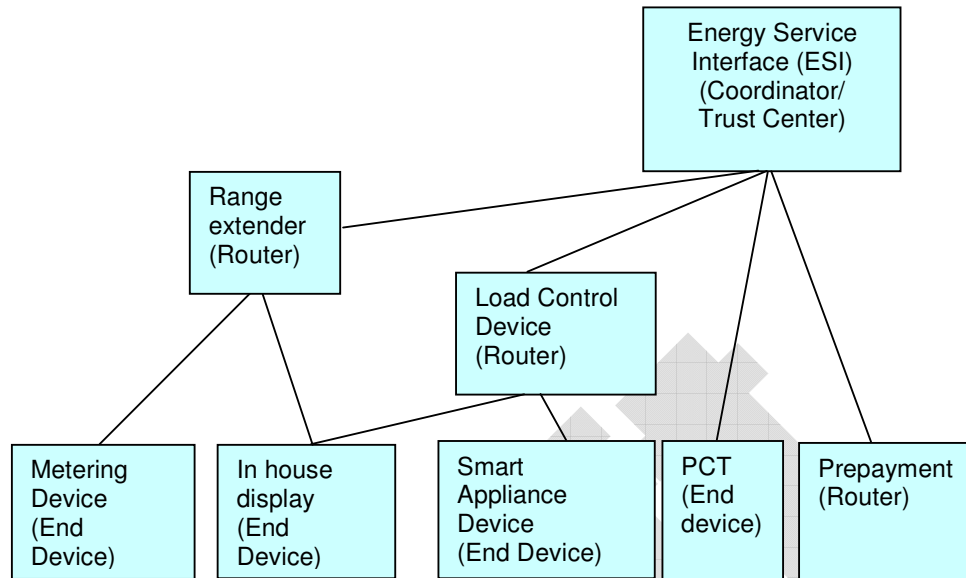 Energy Service
Interface (ESI)
(Coordinator/
Trust Center)
Range
extender
(Router)
Load Control
Device
(Router)
Metering
Device
(End
Device)
In house
display
(End
Device)
Smart
Appliance
Device
(End Device)
PCT
(End
device)
Prepayment
(Router)